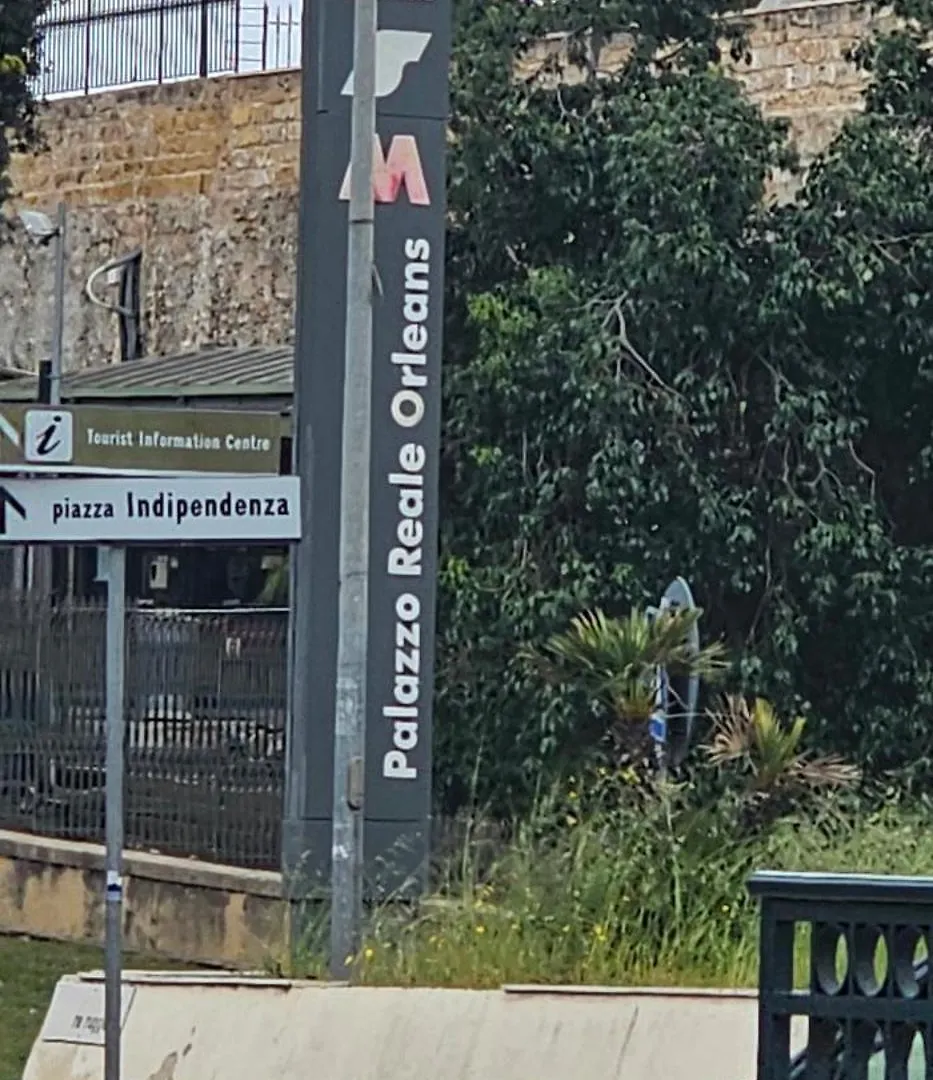 M
Palazzo Reale Orleans
i Tourist Information Centre
piazza Indipendenza